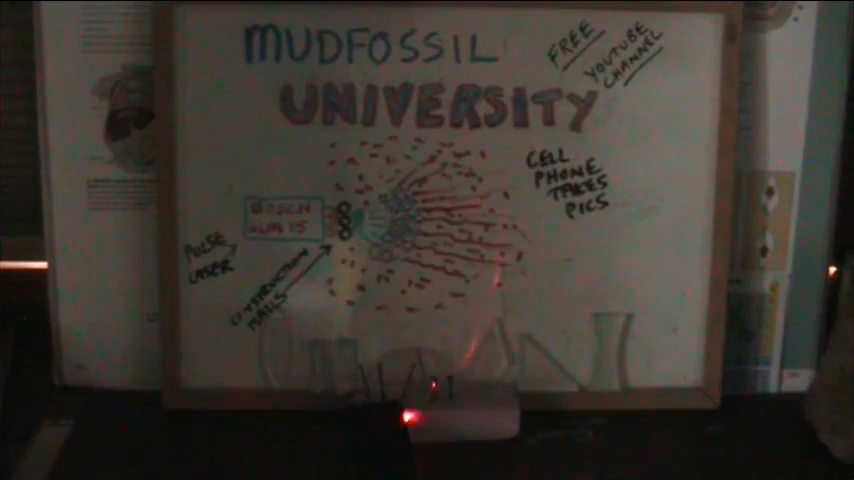 MUDFOSSIL
UNIVERSITY
FREE
YOUTUBE
CHANNEL
CELL
PHONE
TAKES
PICS
BOSCH
GLM 15
PULSE
LASER
CONSTRUCTION
NAILS